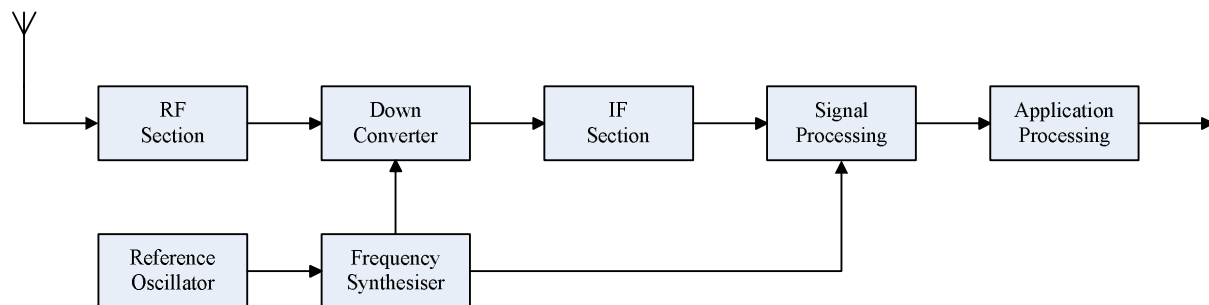 RF
Section
Down
Converter
IF
Section
Signal
Processing
Application
Processing
Reference
Oscillator
Frequency
Synthesiser